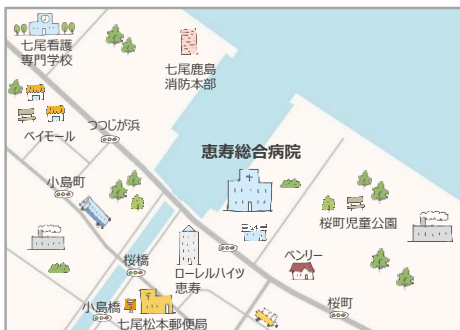 七尾看護
専門学校
七尾鹿島
消防本部
ベイモール
つつじが浜
恵寿総合病院
小島町
桜町児童公園
桜橋
ローレルハイツ
恵寿
ベンリー
小島橋
七尾松本郵便局
桜町